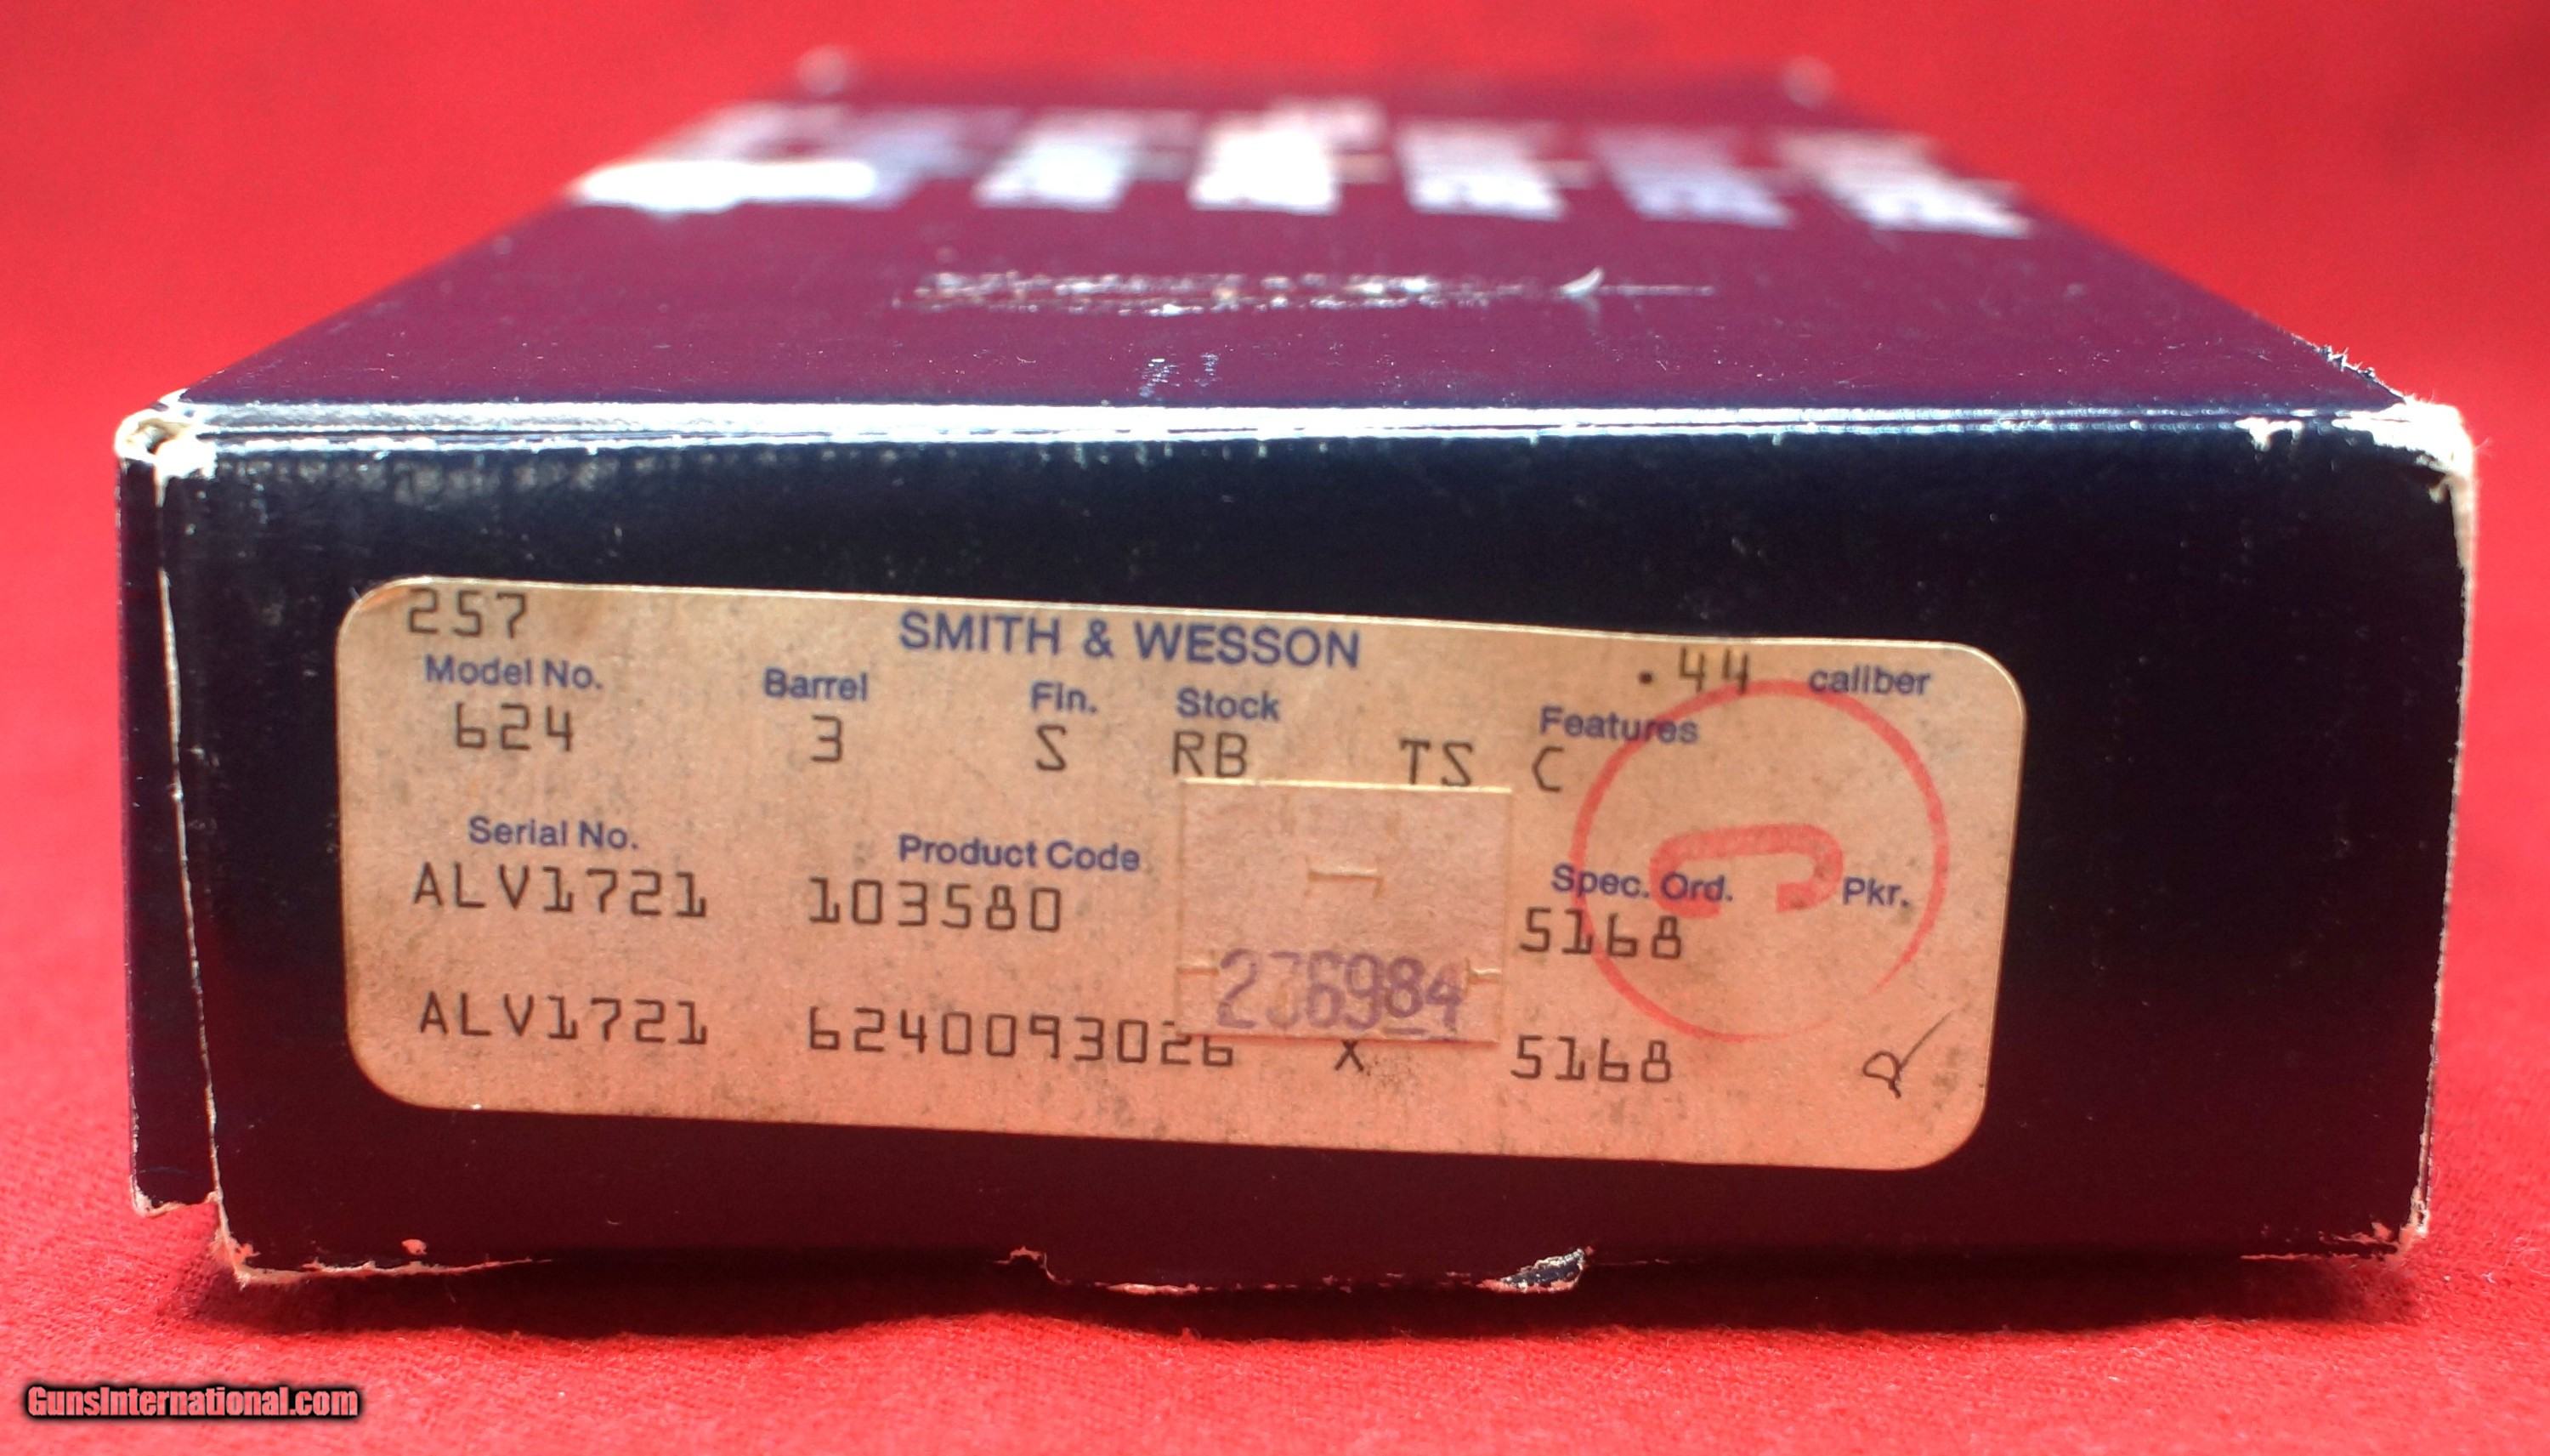 257
SMITH & WESSON
.44 caliber
Model No. Barrel Fin. Stock Features
624 3 S RB TS C
Serial No. Product Code Spec. Ord. Pkr.
ALV1721 103580 5168
C
ALV1721 6240093026 X 5168
GunsInternational.com